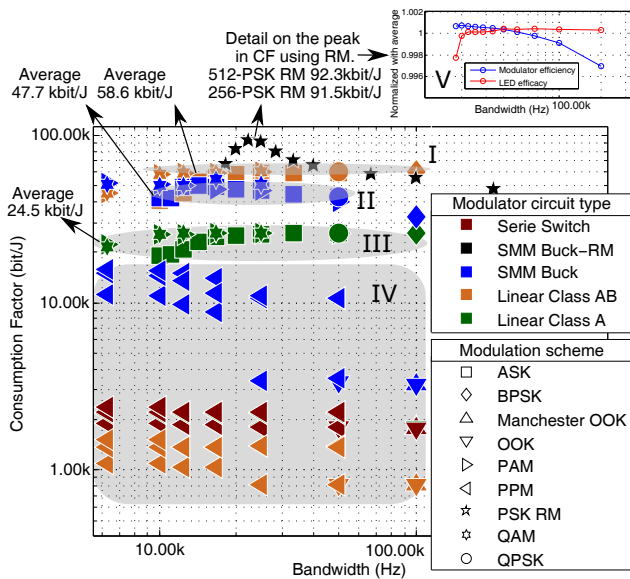 Detail on the peak
in CF using RM.
512-PSK RM 92.3kbit/J
256-PSK RM 91.5kbit/J
Average
47.7 kbit/J
Average
58.6 kbit/J
Normalized with average
1.002
1
0.998
0.996
V
Modulator efficiency
LED efficacy
Bandwidth (Hz)
100.00k
Average
24.5 kbit/J
Consumption Factor (bit/J)
100.00k
10.00k
1.00k
I
II
III
IV
10.00k
100.00k
Bandwidth (Hz)
Modulator circuit type
Serie Switch
SMM Buck-RM
SMM Buck
Linear Class AB
Linear Class A
Modulation scheme
ASK
BPSK
Manchester OOK
OOK
PAM
PPM
PSK RM
QAM
QPSK